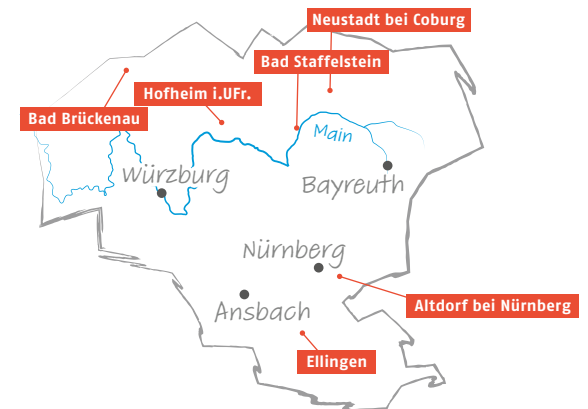 Neustadt bei Coburg
Bad Staffelstein
Hofheim i.UFr.
Bad Brückenau
Main
Würzburg
Bayreuth
Nürnberg
Altdorf bei Nürnberg
Ansbach
Ellingen